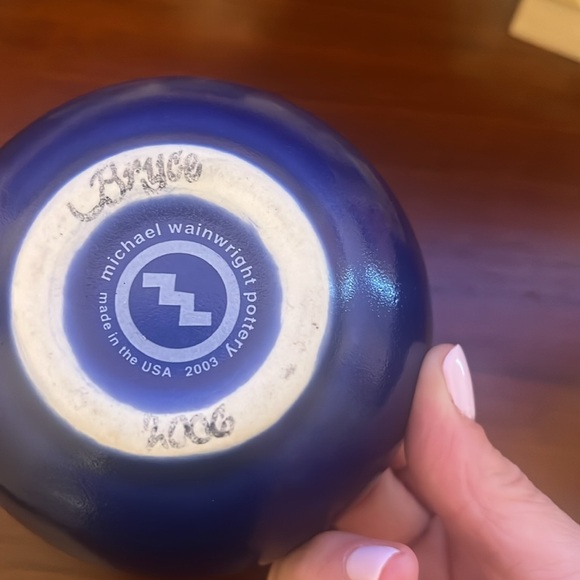 Bryce
michael wainwright pottery
made in the USA 2003
2006